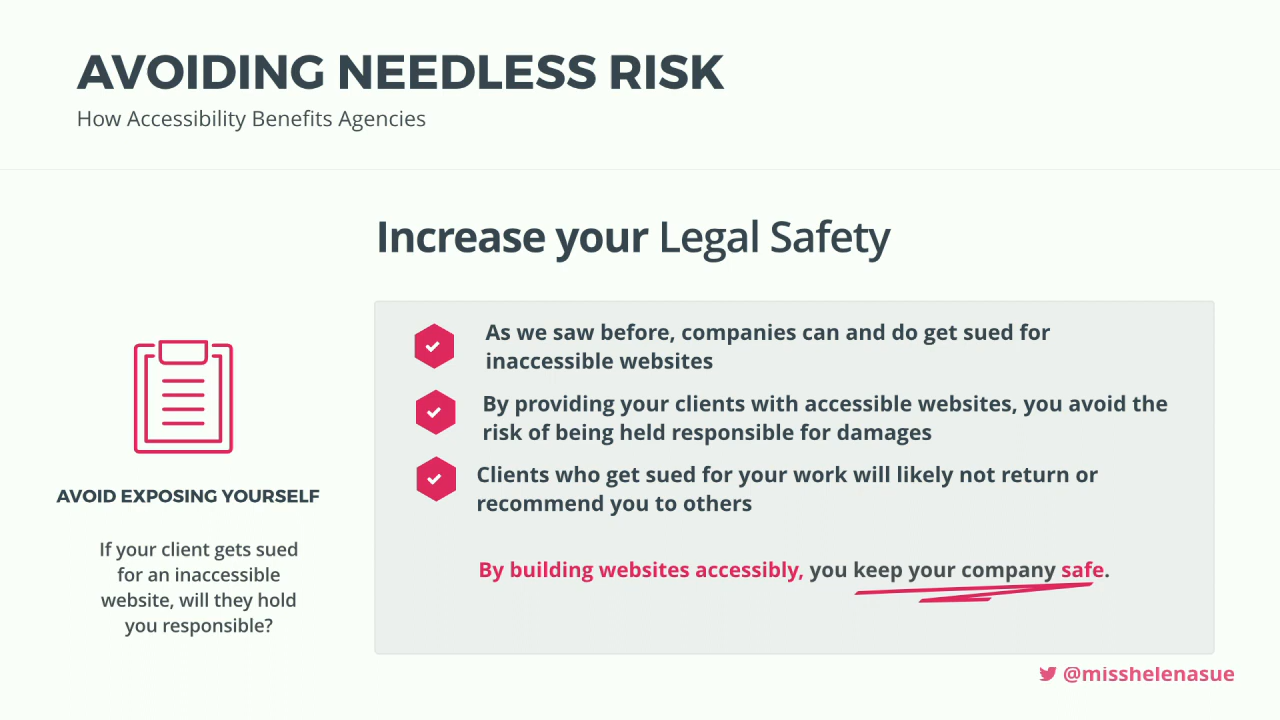 AVOIDING NEEDLESS RISK
How Accessibility Benefits Agencies
Increase your Legal Safety
AVOID EXPOSING YOURSELF
If your client gets sued
for an inaccessible
website, will they hold
you responsible?
As we saw before, companies can and do get sued for
inaccessible websites
By providing your clients with accessible websites, you avoid the
risk of being held responsible for damages
Clients who get sued for your work will likely not return or
recommend you to others
By building websites accessibly, you keep your company safe.
@misshelenasue